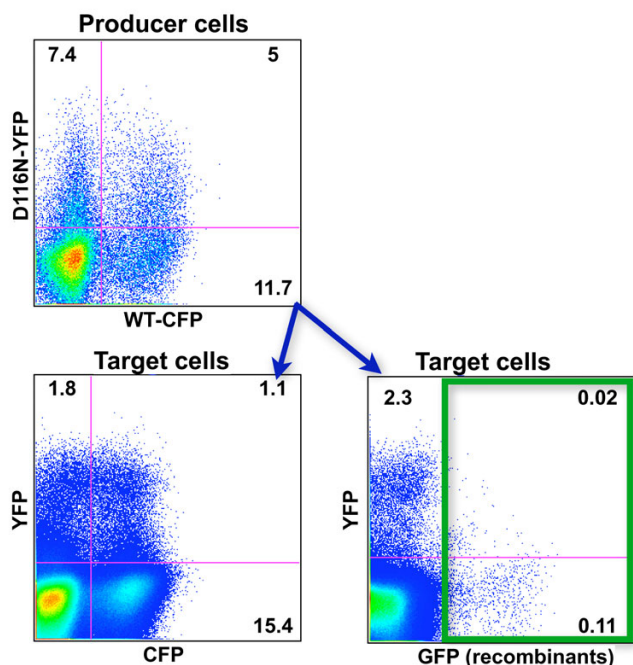 Producer cells
7.4 5
D116N-YFP
11.7
WT-CFP
Target cells
1.8 1.1
YFP
15.4
CFP
Target cells
2.3 0.02
YFP
0.11
GFP (recombinants)